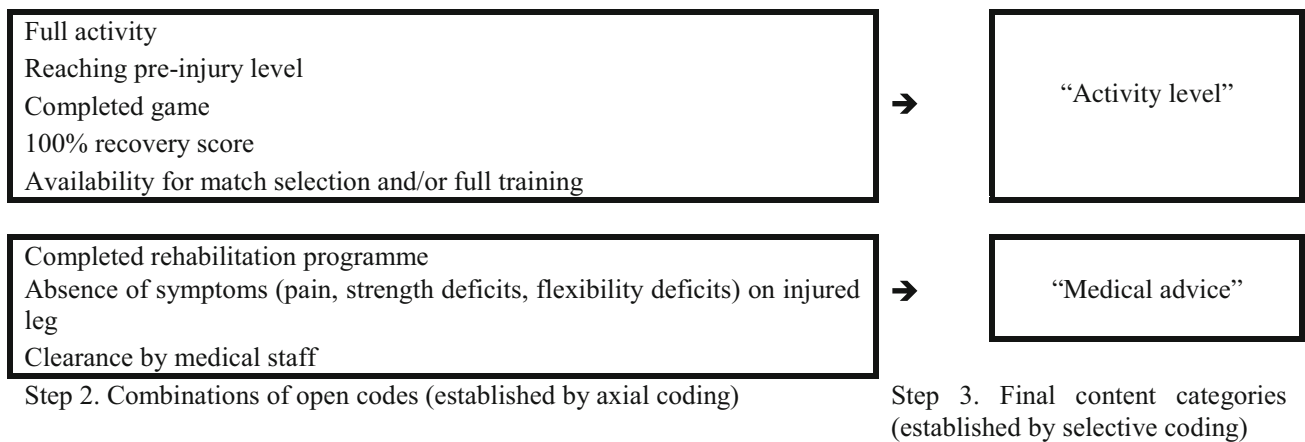 Full activity
Reaching pre-injury level
Completed game
100% recovery score
Availability for match selection and/or full training
➔
“Activity level”
Completed rehabilitation programme
Absence of symptoms (pain, strength deficits, flexibility deficits) on injured
leg
Clearance by medical staff
➔
“Medical advice”
Step 2. Combinations of open codes (established by axial coding)
Step 3. Final content categories
(established by selective coding)